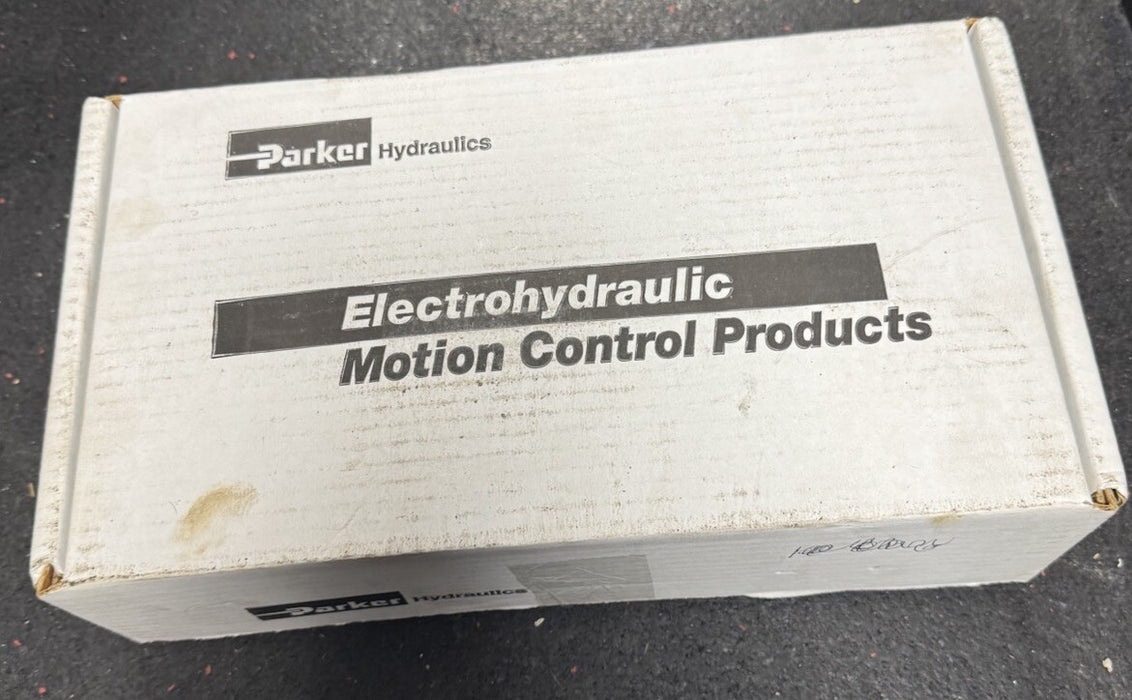 Parker Hydraulics
Electrohydraulic
Motion Control Products
Parker Hydraulics